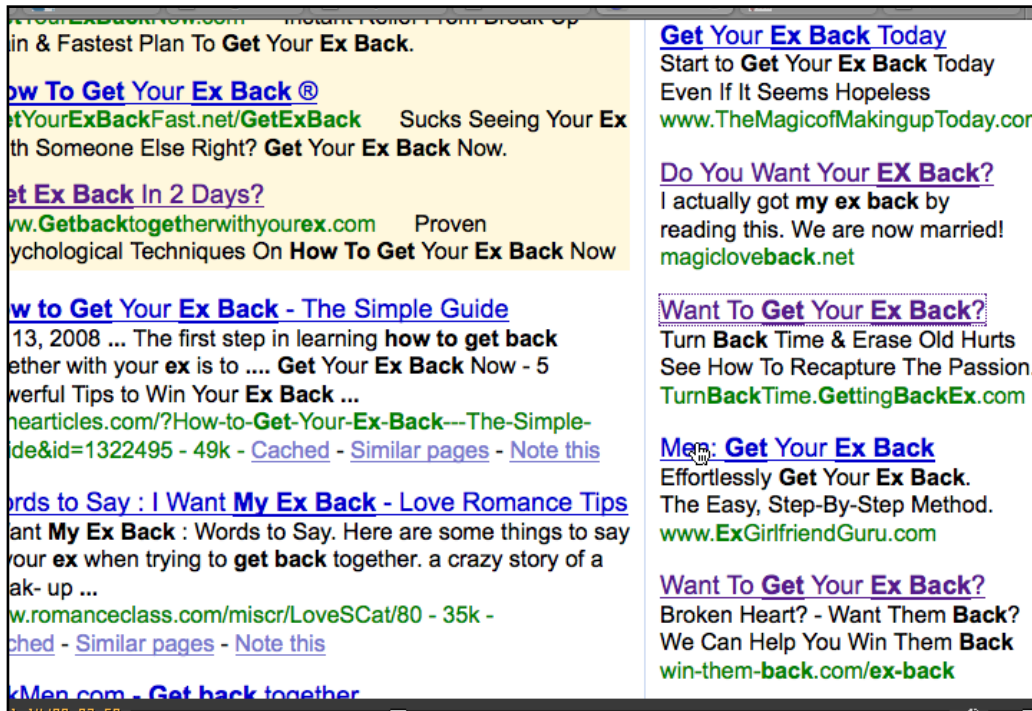 in & Fastest Plan To Get Your Ex Back.
ow To Get Your Ex Back ®
etYourExBackFast.net/GetExBack Sucks Seeing Your Ex
th Someone Else Right? Get Your Ex Back Now.
et Ex Back In 2 Days?
ww.Getbacktogetherwithyourex.com Proven
ychological Techniques On How To Get Your Ex Back Now
ow to Get Your Ex Back - The Simple Guide
13, 2008 ... The first step in learning how to get back
ether with your ex is to .... Get Your Ex Back Now - 5
werful Tips to Win Your Ex Back ...
nearticles.com/?How-to-Get-Your-Ex-Back---The-Simple-
ide&id=1322495 - 49k - Cached - Similar pages - Note this
ords to Say : I Want My Ex Back - Love Romance Tips
ant My Ex Back : Words to Say. Here are some things to say
your ex when trying to get back together. a crazy story of a
ak- up ...
w.romanceclass.com/miscr/LoveSCat/80 - 35k -
ched - Similar pages - Note this
kMen.com - Get back together
Get Your Ex Back Today
Start to Get Your Ex Back Today
Even If It Seems Hopeless
www.TheMagicofMakingupToday.com
Do You Want Your EX Back?
I actually got my ex back by
reading this. We are now married!
magicloveback.net
Want To Get Your Ex Back?
Turn Back Time & Erase Old Hurts
See How To Recapture The Passion.
TurnBackTime.GettingBackEx.com
Men: Get Your Ex Back
Effortlessly Get Your Ex Back.
The Easy, Step-By-Step Method.
www.ExGirlfriendGuru.com
Want To Get Your Ex Back?
Broken Heart? - Want Them Back?
We Can Help You Win Them Back
win-them-back.com/ex-back